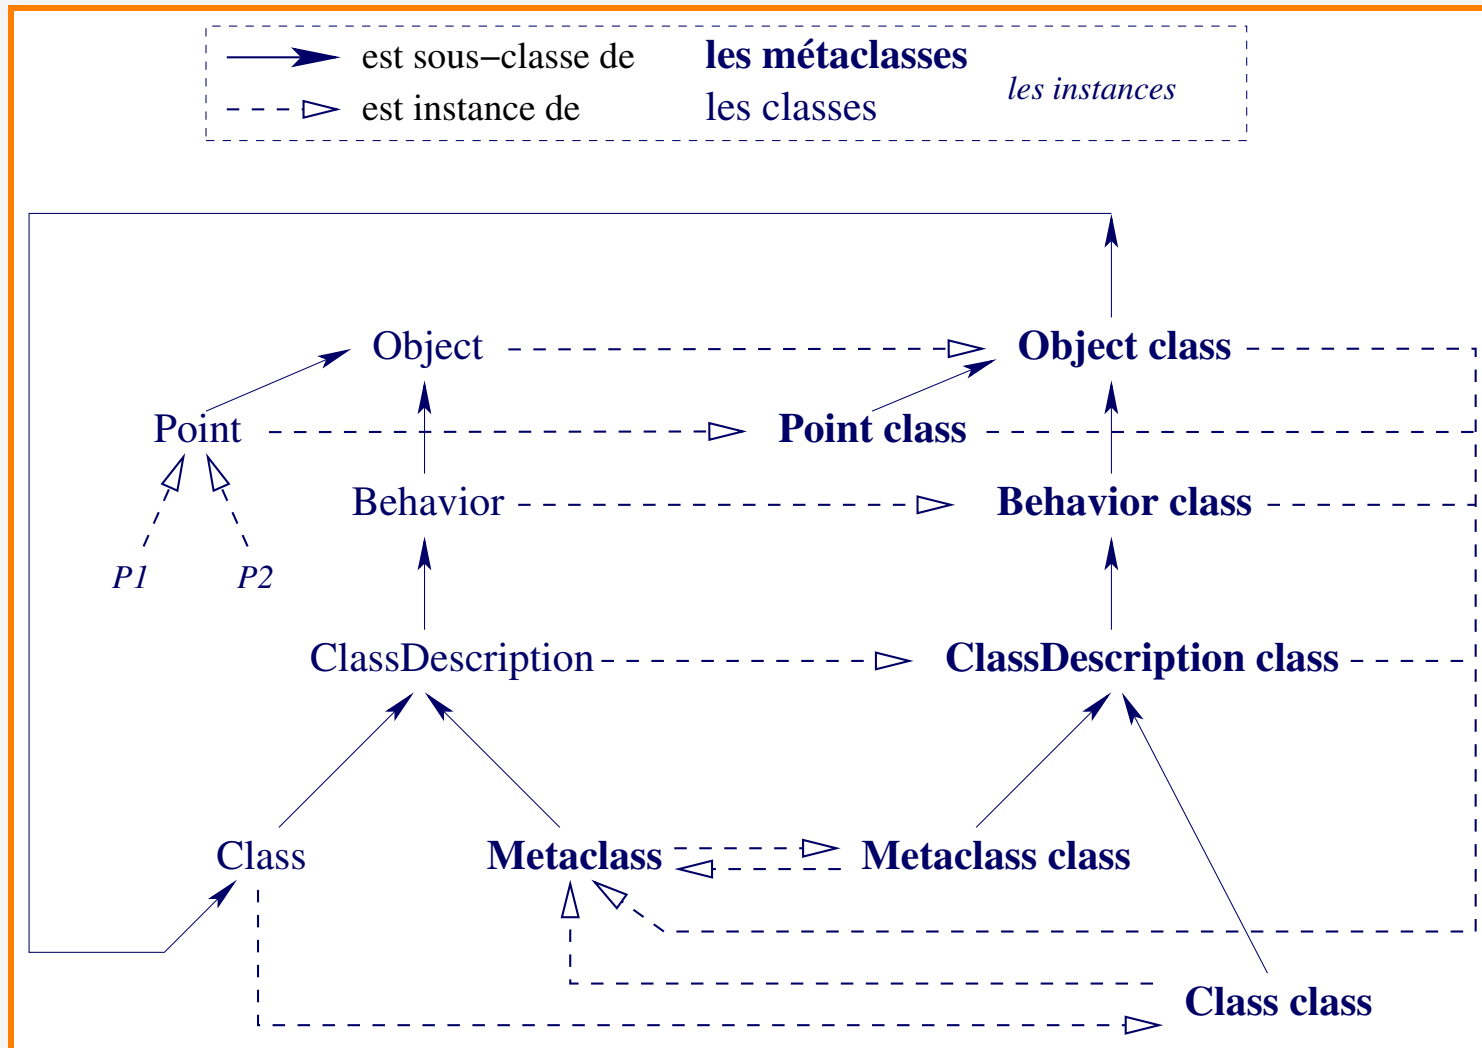 est sous−classe de les métaclasses
est instance de les classes les instances
Object Object class
Point Point class
Behavior Behavior class
P1 P2
ClassDescription ClassDescription class
Class Metaclass Metaclass class
Class class